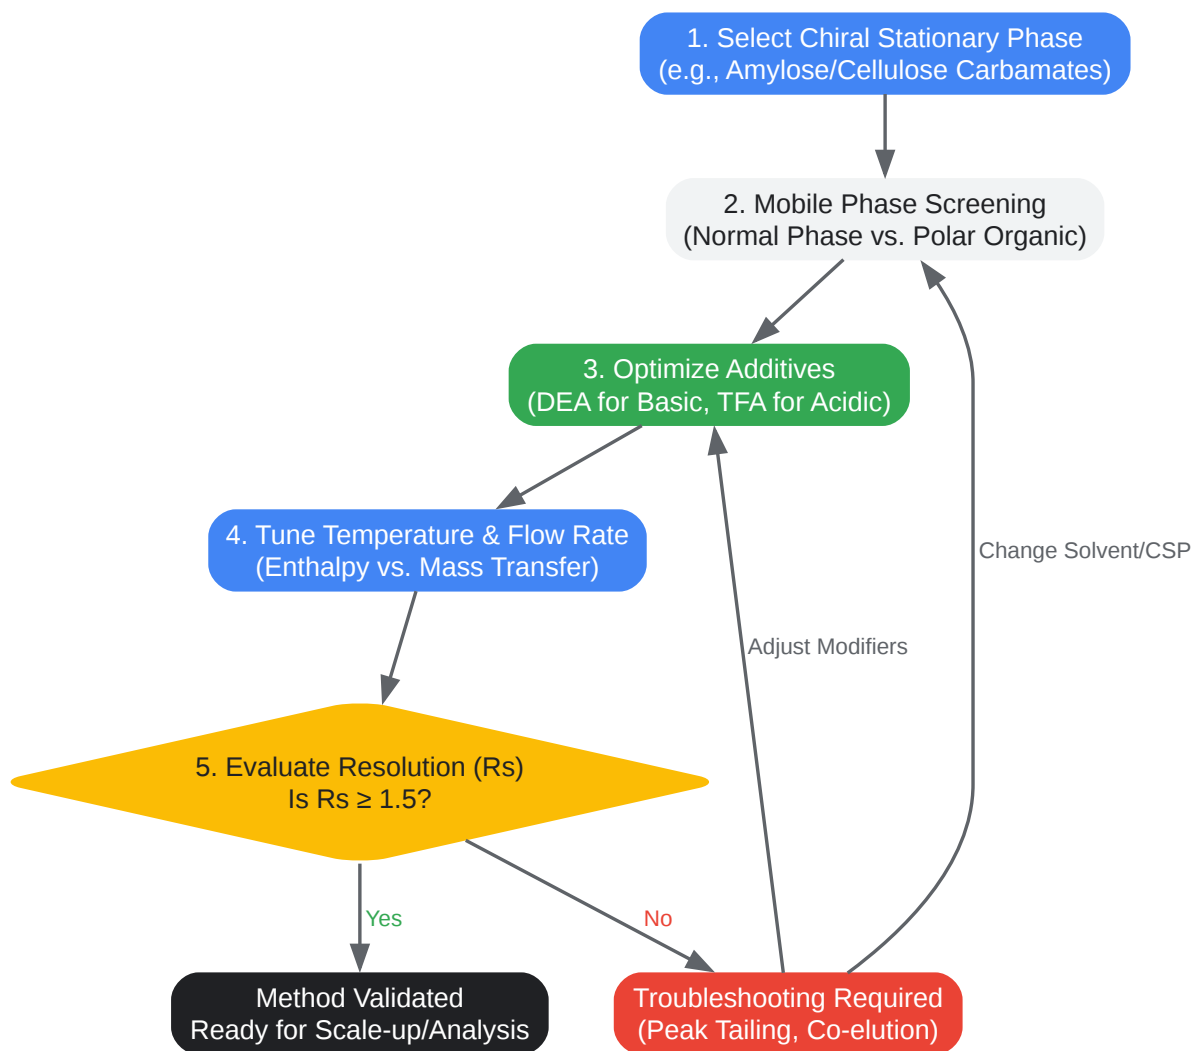 1. Select Chiral Stationary Phase
(e.g., Amylose/Cellulose Carbamates)
2. Mobile Phase Screening
(Normal Phase vs. Polar Organic)
3. Optimize Additives
(DEA for Basic, TFA for Acidic)
4. Tune Temperature & Flow Rate
(Enthalpy vs. Mass Transfer)
Change Solvent/CSP
Adjust Modifiers
5. Evaluate Resolution (Rs)
Is Rs ≥ 1.5?
Yes
No
Method Validated
Ready for Scale-up/Analysis
Troubleshooting Required
(Peak Tailing, Co-elution)